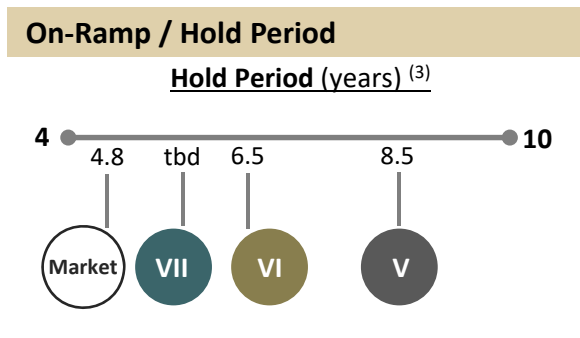 On-Ramp / Hold Period
Hold Period (years) (3)
4 10
4.8 tbd 6.5 8.5
Market VII VI V